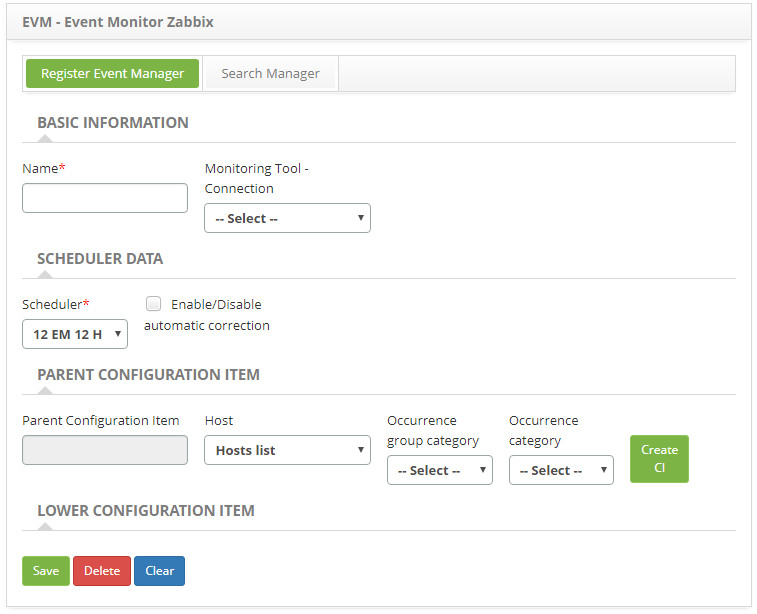 EVM - Event Monitor Zabbix
Register Event Manager Search Manager
BASIC INFORMATION
Name*
Monitoring Tool -
Connection
-- Select --
SCHEDULER DATA
Scheduler*
12 EM 12 H
Enable/Disable
automatic correction
PARENT CONFIGURATION ITEM
Parent Configuration Item
Host
Hosts list
Occurrence
group category
-- Select --
Occurrence
category
-- Select --
Create
CI
LOWER CONFIGURATION ITEM
Save Delete Clear